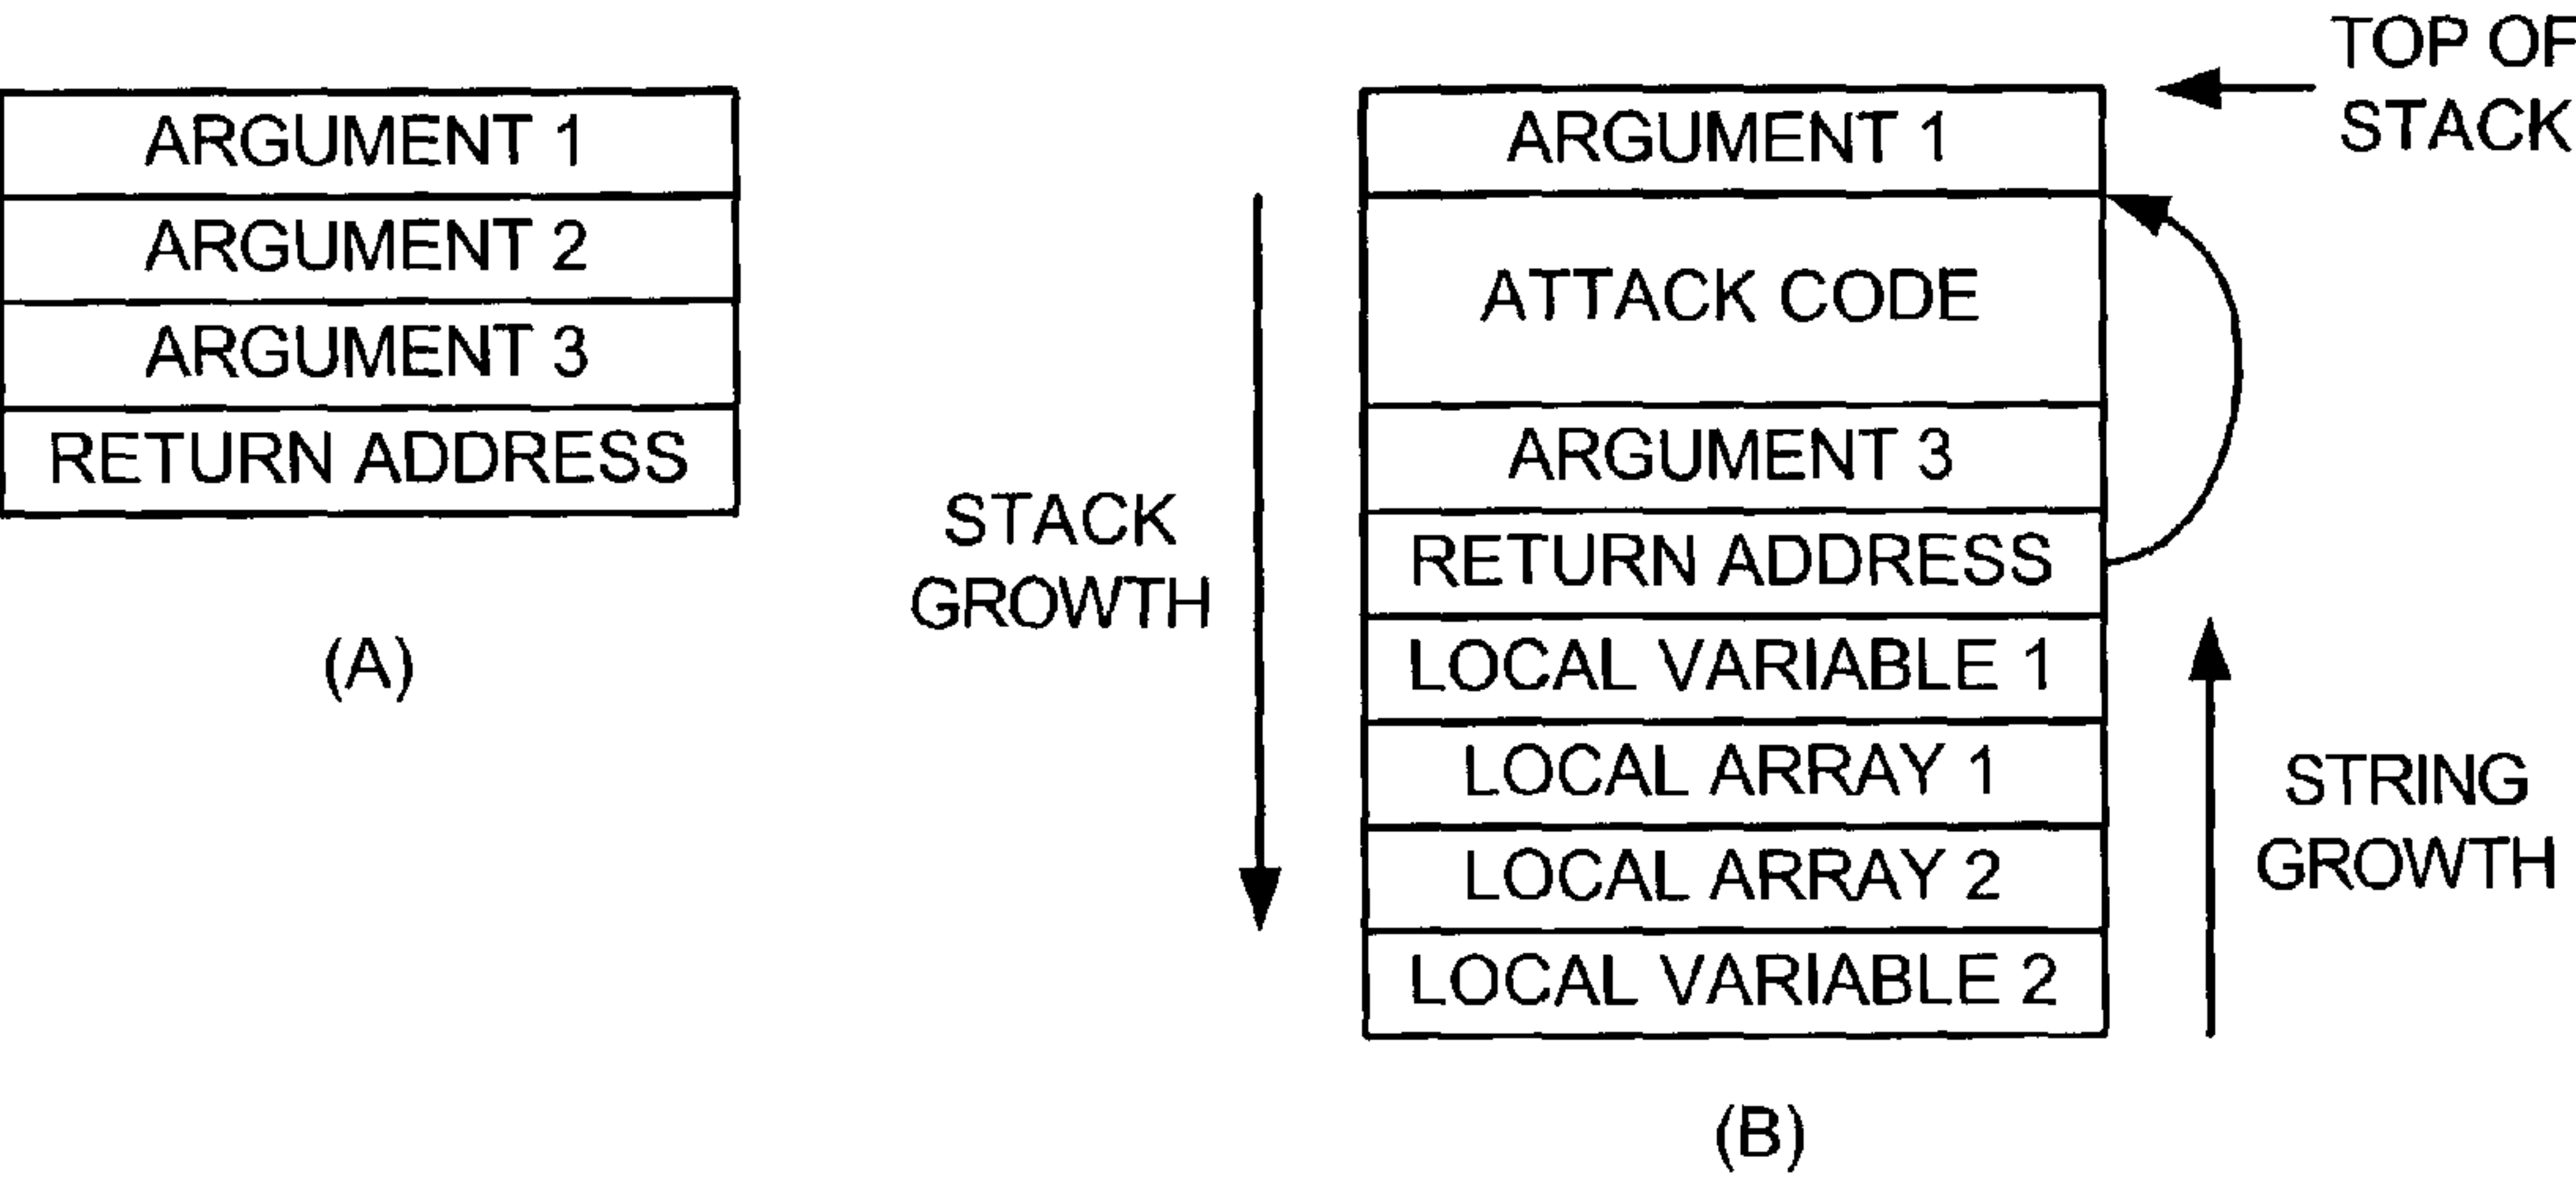 ARGUMENT 1
ARGUMENT 2
ARGUMENT 3
RETURN ADDRESS
(A)
STACK
GROWTH
TOP OF
STACK
ARGUMENT 1
ATTACK CODE
ARGUMENT 3
RETURN ADDRESS
LOCAL VARIABLE 1
LOCAL ARRAY 1
LOCAL ARRAY 2
LOCAL VARIABLE 2
STRING
GROWTH
(B)